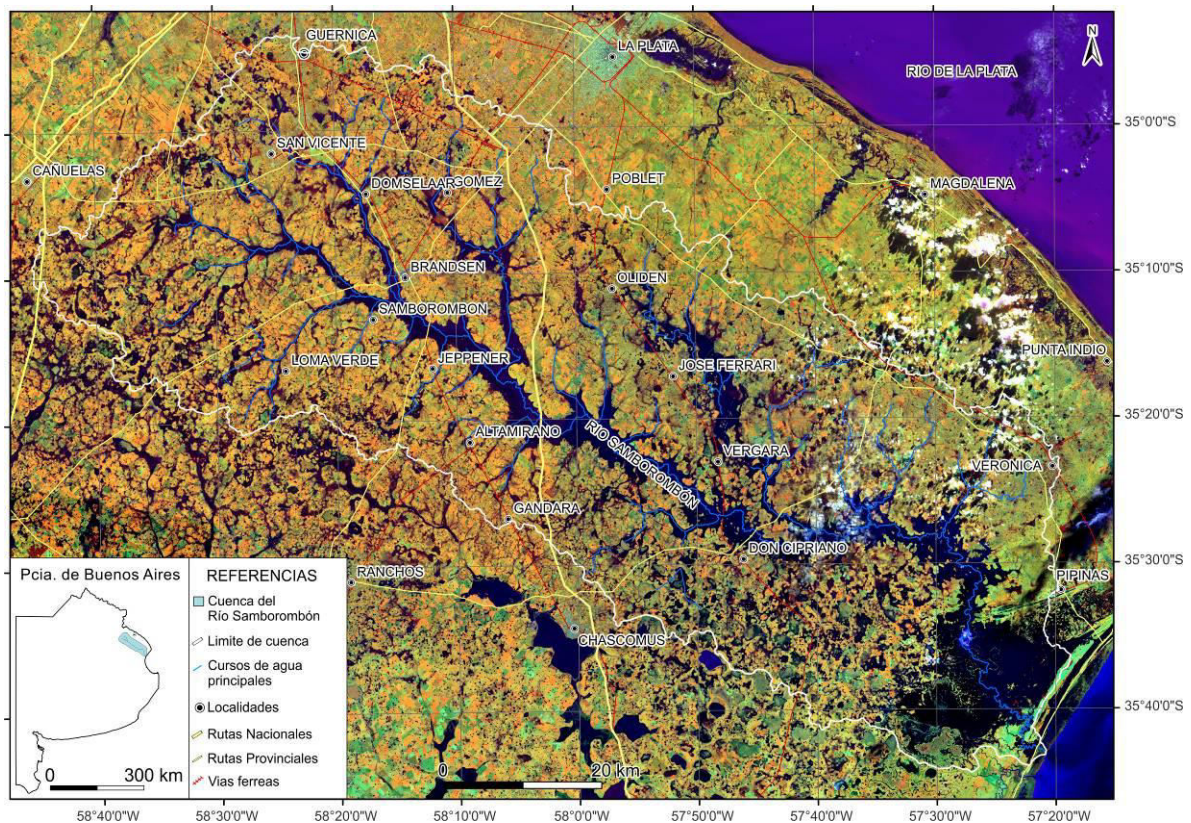 GUERNICA
LA PLATA
N
RIO DE LA PLATA
35°0'0"S
SAN VICENTE
CAÑUELAS
DOMSELAAR
GOMEZ
POBLET
MAGDALENA
35°10'0"S
BRANDSEN
OLIDEN
SAMBOROMBON
LOMA VERDE
JEPPENER
JOSE FERRARI
PUNTA INDIO
35°20'0"S
ALTAMIRANO
RÍO SAMBOROMBÓN
VERGARA
VERONICA
GANDARA
DON CIPRIANO
35°30'0"S
RANCHOS
PIPINAS
CHASCOMUS
35°40'0"S
Pcia. de Buenos Aires
0 300 km
REFERENCIAS
Cuenca del
Río Samborombón
Limite de cuenca
Cursos de agua
principales
Localidades
Rutas Nacionales
Rutas Provinciales
Vias ferreas
0 20 km
58°40'0"W 58°30'0"W 58°20'0"W 58°10'0"W 58°0'0"W 57°50'0"W 57°40'0"W 57°30'0"W 57°20'0"W